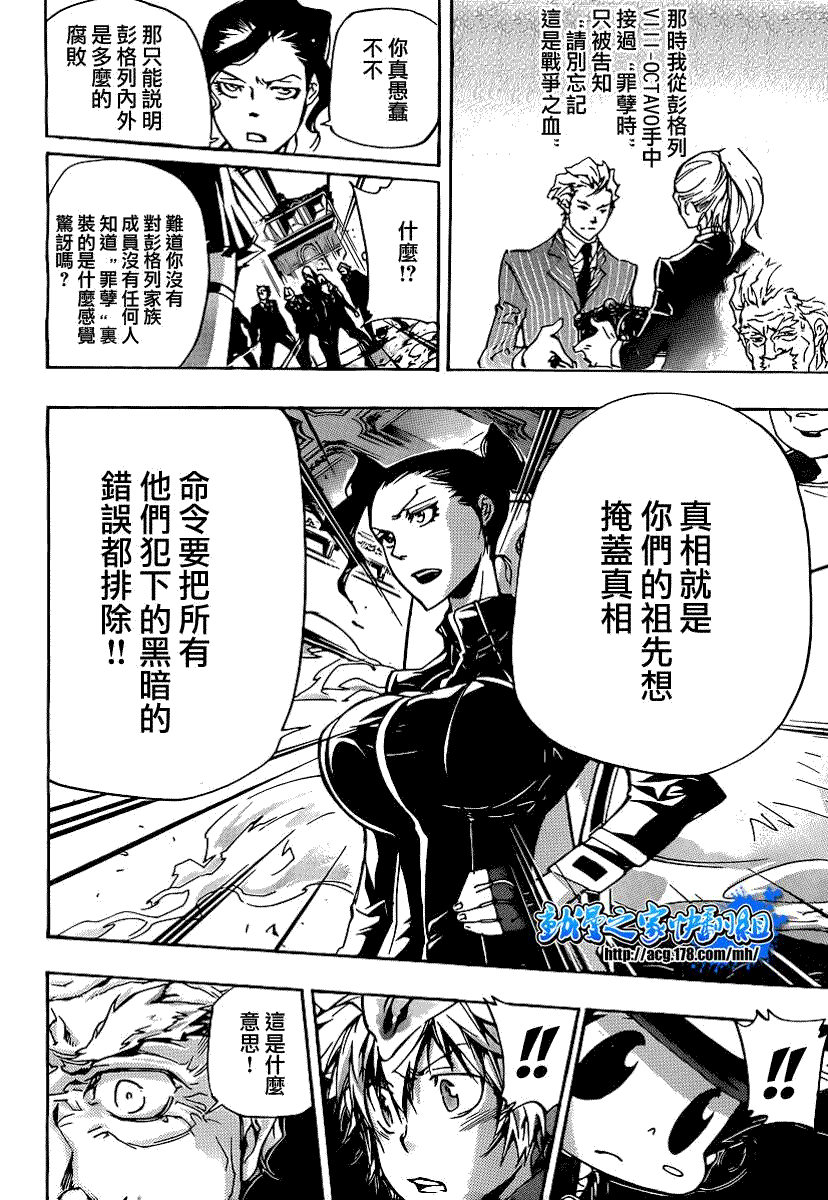 那時我從彭格列
VIII-OCTAVO手中
接過〝罪孽時〞
只被告知
〝請別忘記
這是戰爭之血〞
你真愚蠢
不不
那只能説明
彭格列內外
是多麼的
腐敗
什麼!?
難道你沒有
對彭格列家族
成員沒有任何人
知道〝罪孽〞裏
裝的是什麼感覺
驚訝嗎？
真相就是
你們的祖先想
掩蓋真相
命令要把所有
他們犯下的黑暗的
錯誤都排除!!
動漫之家快翻組
http://acg.178.com/mh/
!!
!!
這是什麼
意思！